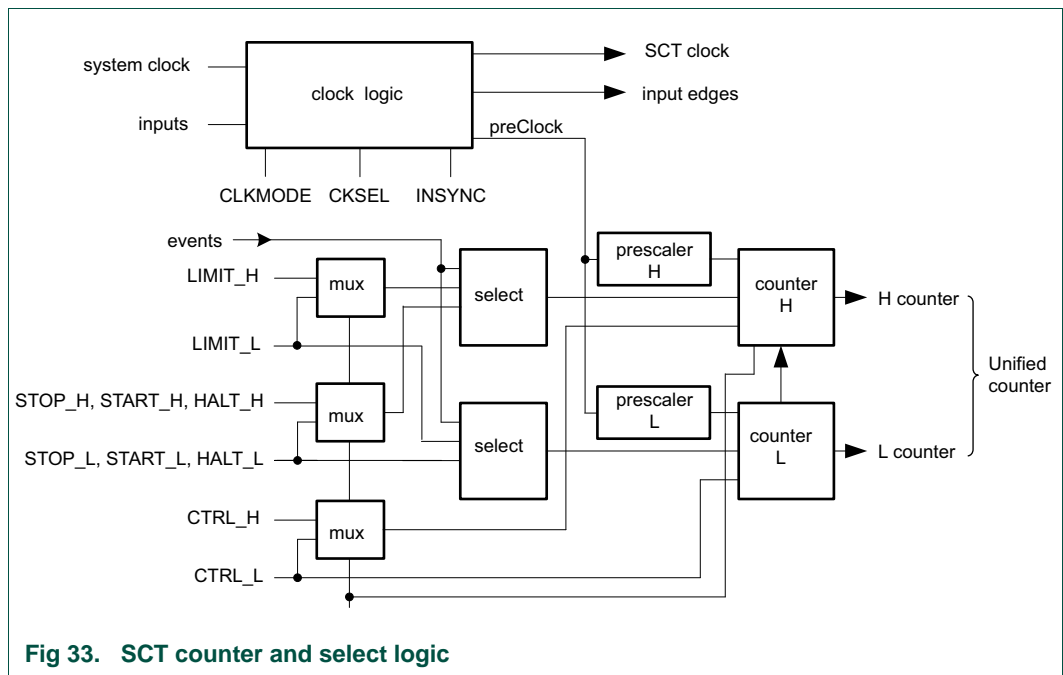 system clock
inputs
clock logic
SCT clock
input edges
preClock
CLKMODE
CKSEL
INSYNC
events
LIMIT_H
mux
select
prescaler
H
counter
H
H counter
LIMIT_L
Unified
counter
STOP_H, START_H, HALT_H
mux
select
prescaler
L
counter
L
L counter
STOP_L, START_L, HALT_L
CTRL_H
mux
CTRL_L
Fig 33. SCT counter and select logic